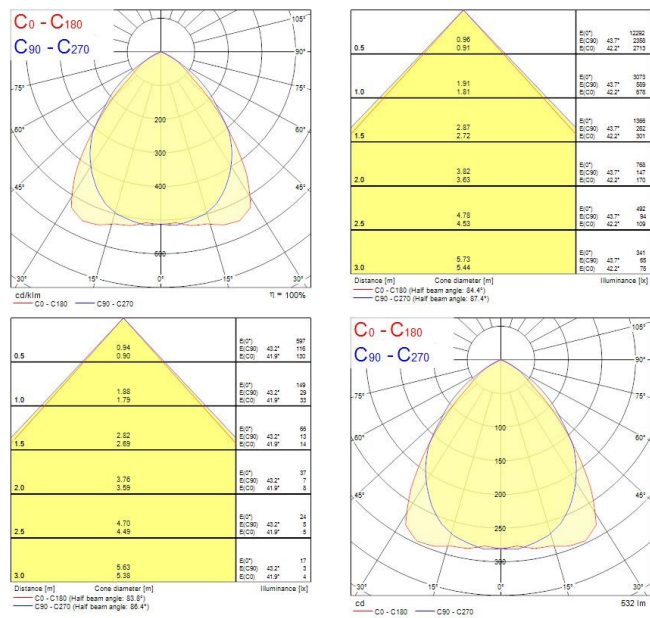 C0 - C180
105°
C90 - C270
90°
90°
75°
75°
200
60°
60°
300
45°
400
45°
600
30° 15° 0° 15° 30°
cd/klm η = 100%
C0 - C180 C90 - C270
E(0°) 12292
0.96 E(C90) 43.7° 2358
0.5 0.91 E(C0) 42.2° 2713
E(0°) 3073
1.91 E(C90) 43.7° 589
1.0 1.81 E(C0) 42.2° 678
E(0°) 1366
2.87 E(C90) 43.7° 262
1.5 2.72 E(C0) 42.2° 301
E(0°) 768
3.82 E(C90) 43.7° 147
2.0 3.63 E(C0) 42.2° 170
E(0°) 492
4.78 E(C90) 43.7° 94
2.5 4.53 E(C0) 42.2° 109
E(0°) 341
5.73 E(C90) 43.7° 65
3.0 5.44 E(C0) 42.2° 75
Distance [m] Cone diameter [m] Illuminance [lx]
C0 - C180 (Half beam angle: 84.4°)
C90 - C270 (Half beam angle: 87.4°)
E(0°) 597
0.94 E(C90) 43.2° 116
0.5 0.90 E(C0) 41.9° 130
E(0°) 149
1.88 E(C90) 43.2° 29
1.0 1.79 E(C0) 41.9° 33
E(0°) 66
2.82 E(C90) 43.2° 13
1.5 2.69 E(C0) 41.9° 14
E(0°) 37
3.76 E(C90) 43.2° 7
2.0 3.59 E(C0) 41.9° 8
E(0°) 24
4.70 E(C90) 43.2° 5
2.5 4.49 E(C0) 41.9° 5
E(0°) 17
5.63 E(C90) 43.2° 3
3.0 5.38 E(C0) 41.9° 4
Distance [m] Cone diameter [m] Illuminance [lx]
C0 - C180 (Half beam angle: 83.8°)
C90 - C270 (Half beam angle: 86.4°)
C0 - C180
105°
C90 - C270
90°
90°
75°
75°
100
60°
60°
150
200
45°
45°
250
300
30° 15° 0° 15° 30°
cd 532 lm
C0 - C180 C90 - C270